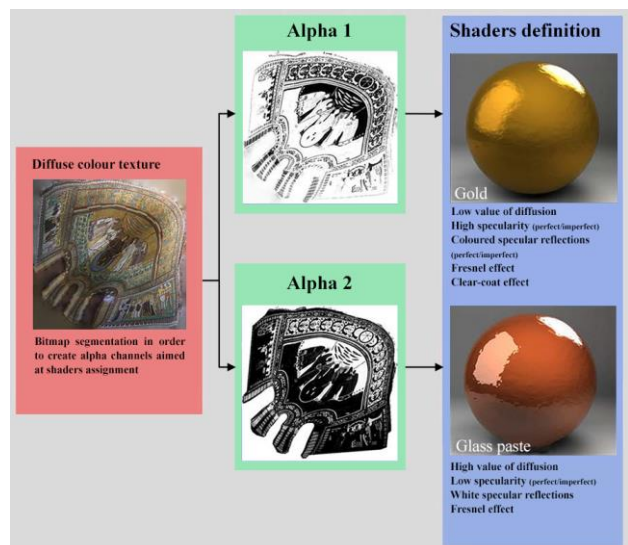 Diffuse colour texture
Bitmap segmentation in order
to create alpha channels aimed
at shaders assignment
Alpha 1
Alpha 2
Shaders definition
Gold
Low value of diffusion
High specularity (perfect/imperfect)
Coloured specular reflections
(perfect/imperfect)
Fresnel effect
Clear-coat effect
Glass paste
High value of diffusion
Low specularity (perfect/imperfect)
White specular reflections
Fresnel effect